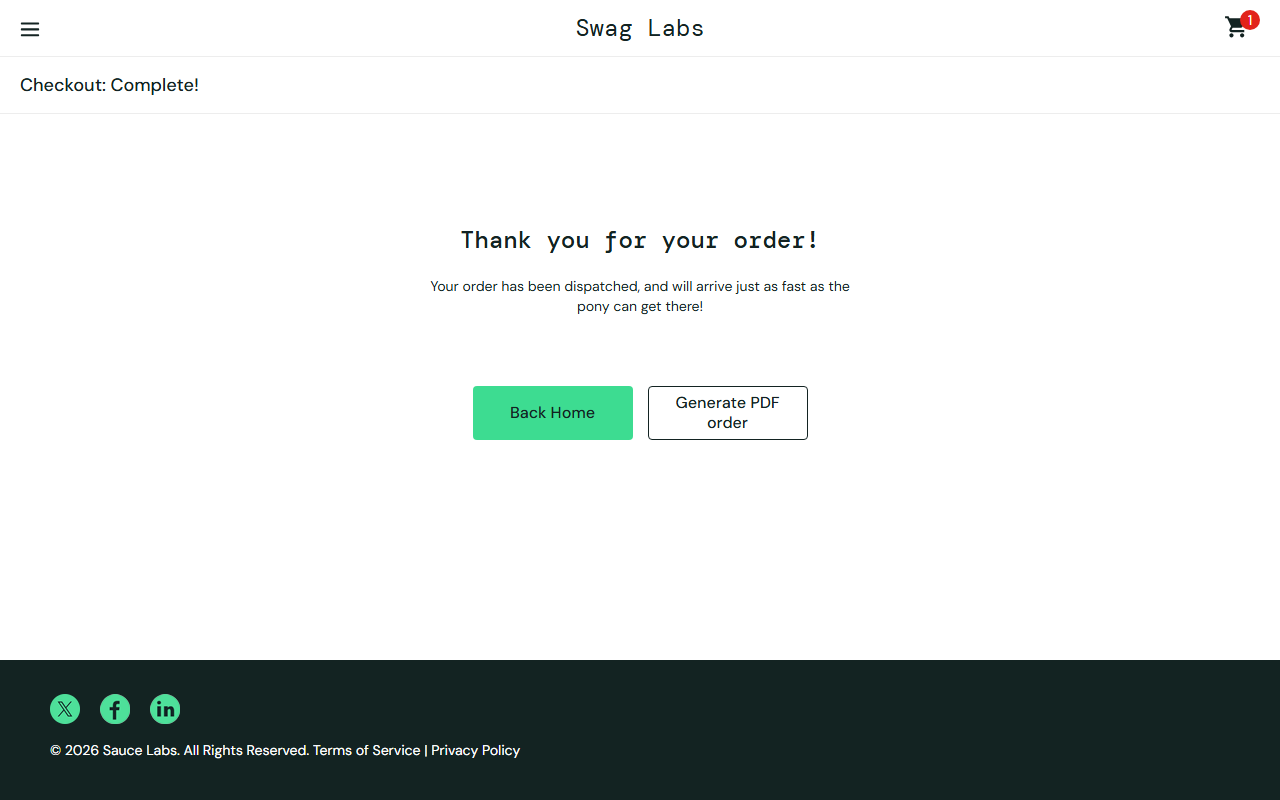 Swag Labs
1
Checkout: Complete!
Thank you for your order!
Your order has been dispatched, and will arrive just as fast as the
pony can get there!
Back Home
Generate PDF
order
© 2026 Sauce Labs. All Rights Reserved. Terms of Service | Privacy Policy